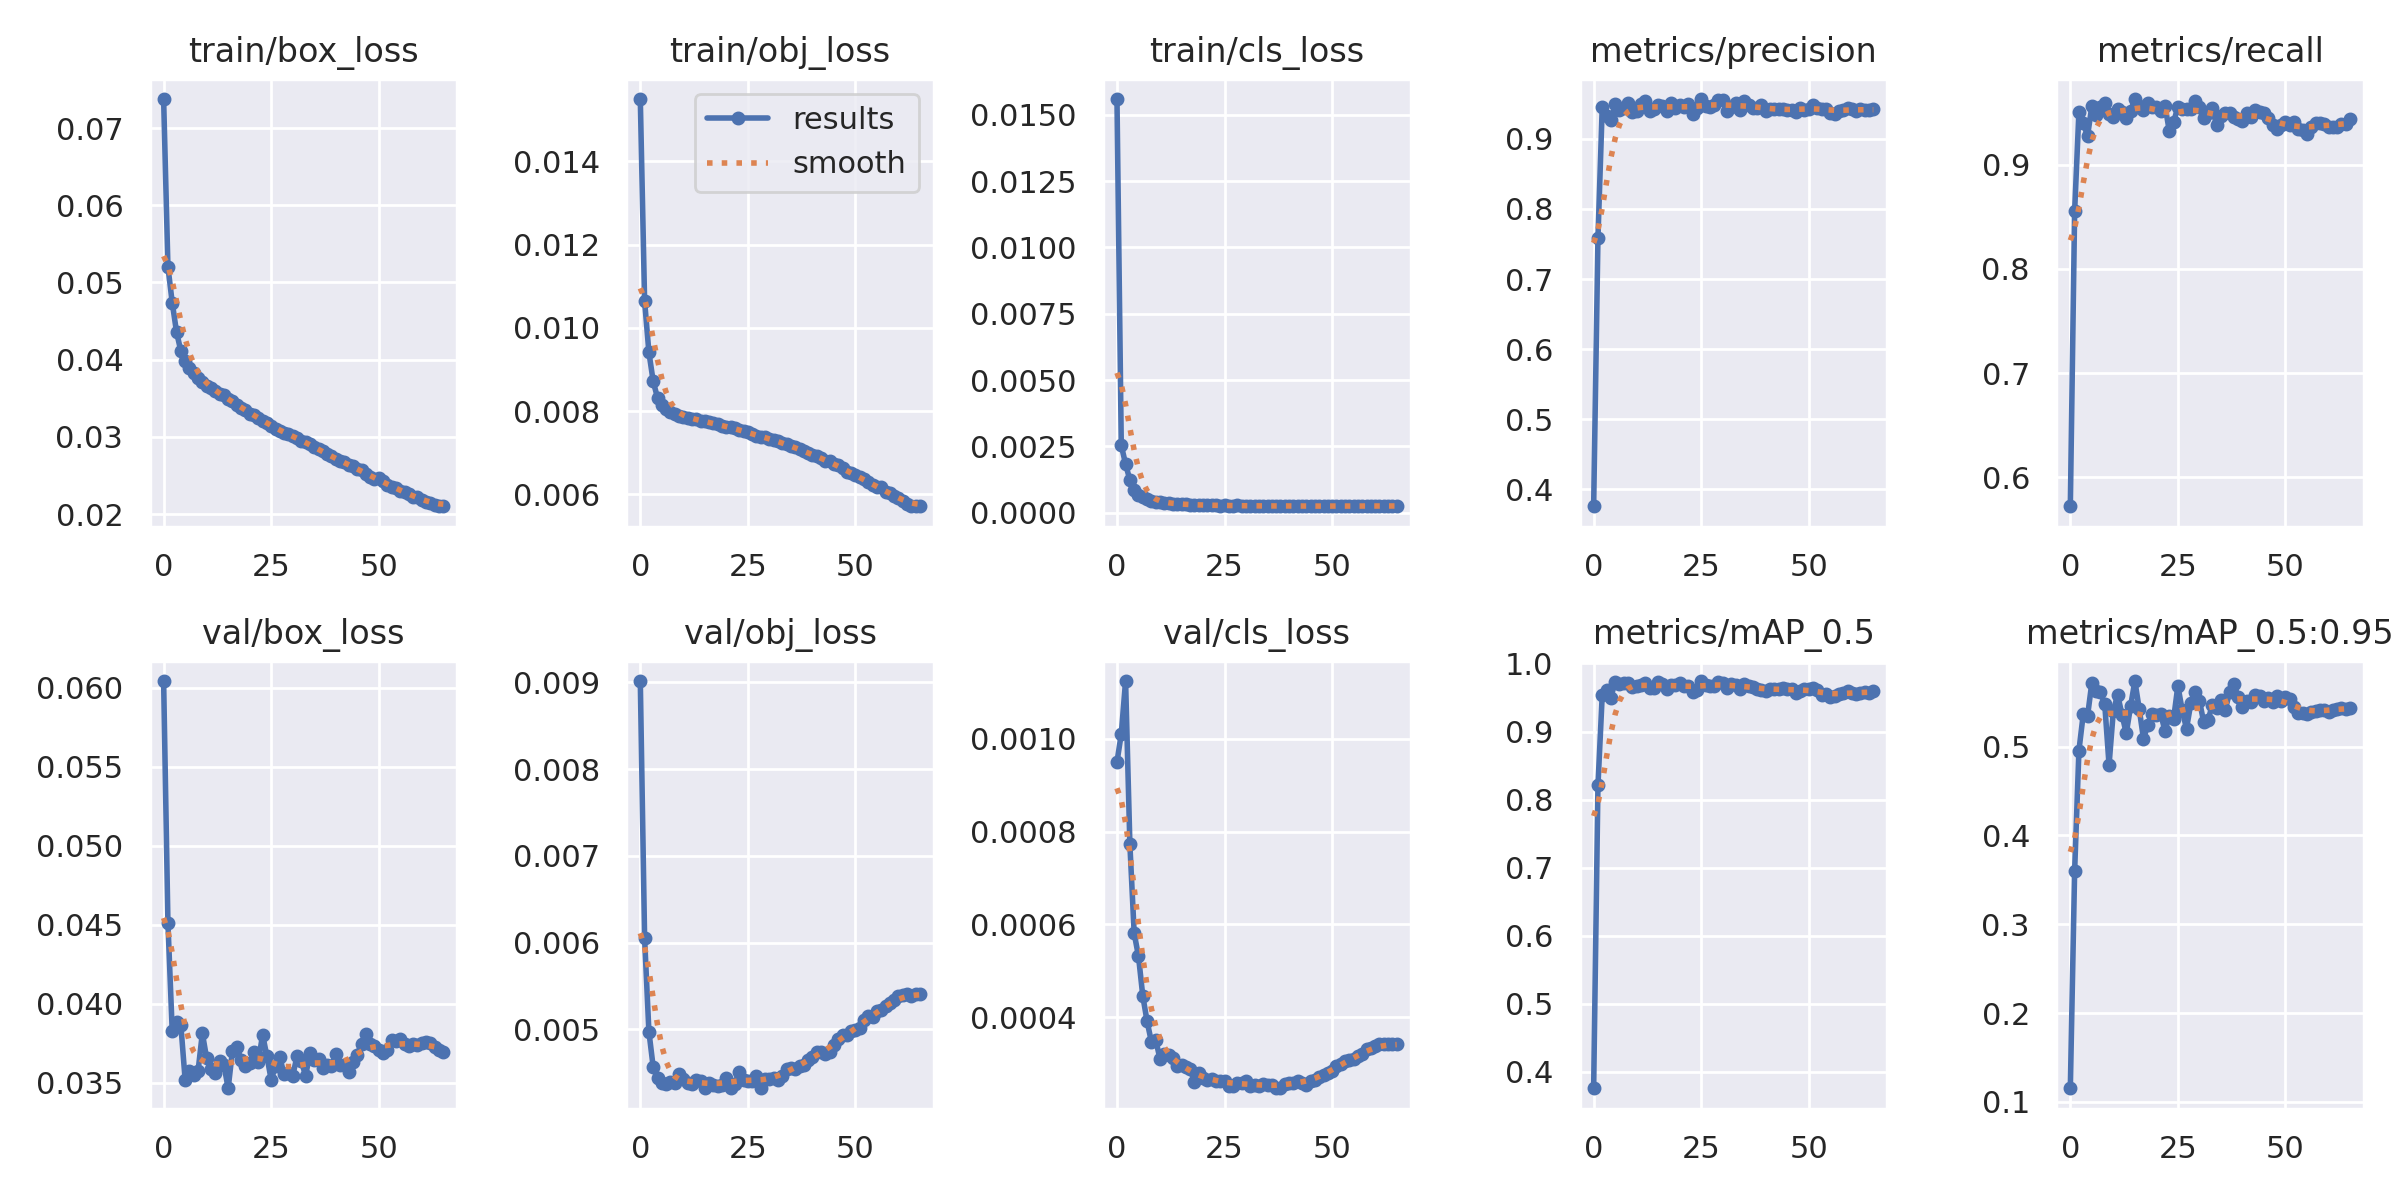 train/box_loss
0.07
0.06
0.05
0.04
0.03
0.02
0 25 50
train/obj_loss
results
smooth
0.014
0.012
0.010
0.008
0.006
0 25 50
train/cls_loss
0.0150
0.0125
0.0100
0.0075
0.0050
0.0025
0.0000
0 25 50
metrics/precision
0.9
0.8
0.7
0.6
0.5
0.4
0 25 50
metrics/recall
0.9
0.8
0.7
0.6
0 25 50
val/box_loss
0.060
0.055
0.050
0.045
0.040
0.035
0 25 50
val/obj_loss
0.009
0.008
0.007
0.006
0.005
0 25 50
val/cls_loss
0.0010
0.0008
0.0006
0.0004
0 25 50
metrics/mAP_0.5
1.0
0.9
0.8
0.7
0.6
0.5
0.4
0 25 50
metrics/mAP_0.5:0.95
0.5
0.4
0.3
0.2
0.1
0 25 50